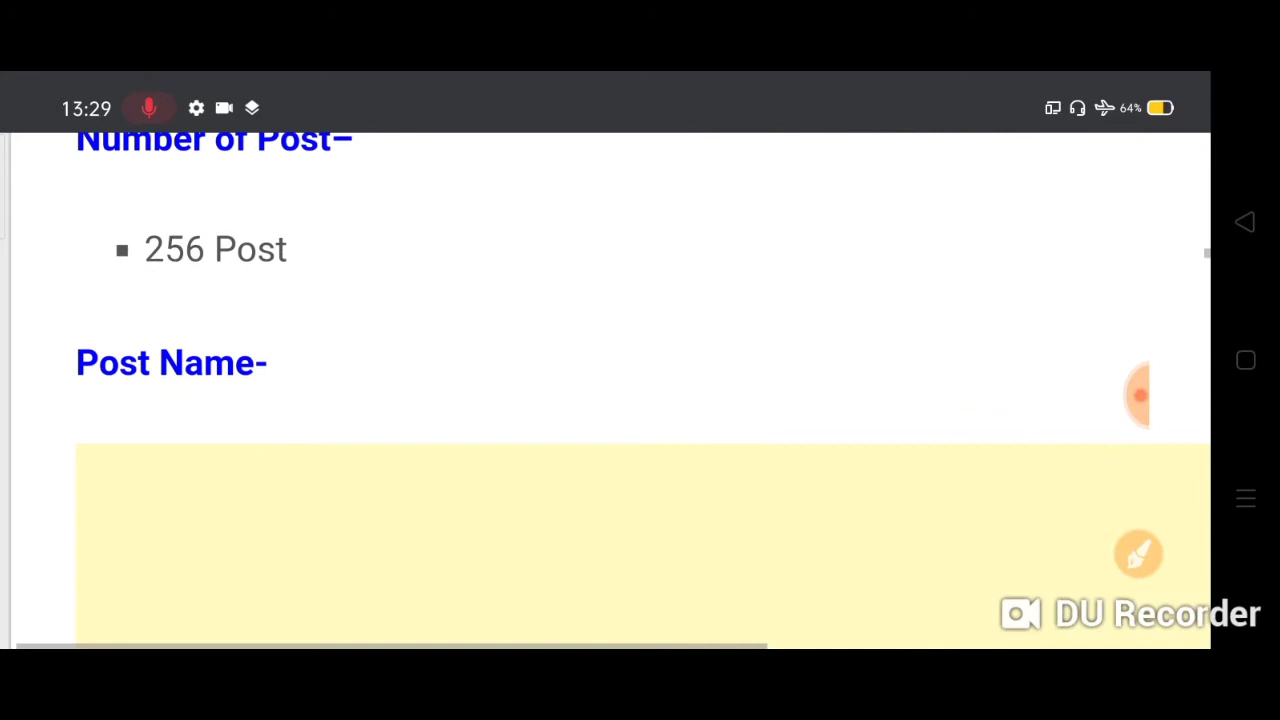 13:29
64%
Number of Post–
256 Post
Post Name-
DU Recorder